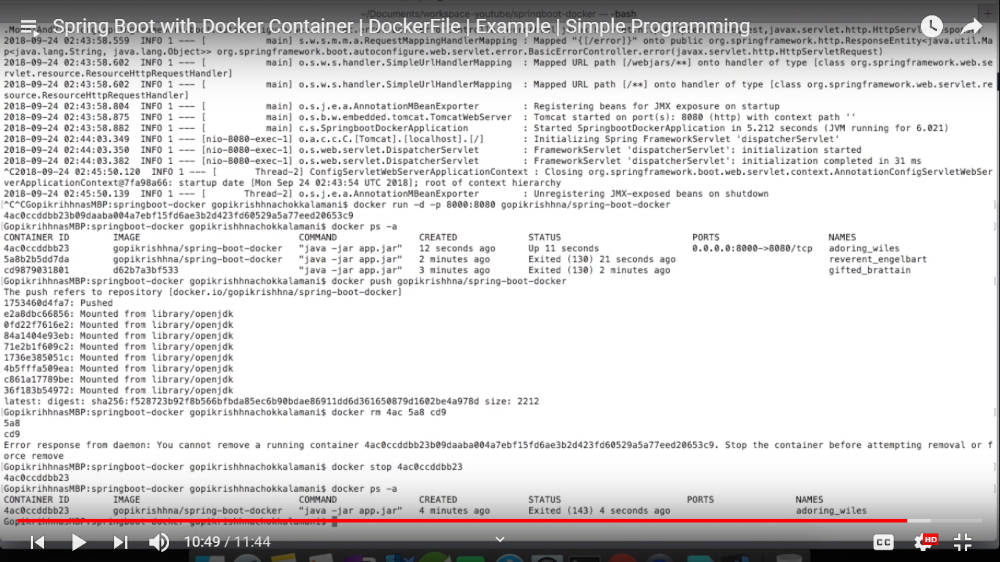 ~/Documents/workspace-youtube/springboot-docker — -bash
Spring Boot with Docker Container | DockerFile | Example | Simple Programming
2018-09-24 02:43:58.559 INFO 1 --- [ main] s.w.s.m.m.a.RequestMappingHandlerMapping : Mapped "{[/error]}" onto public org.springframework.http.ResponseEntity<java.util.Ma
p<java.lang.String, java.lang.Object>> org.springframework.boot.autoconfigure.web.servlet.error.BasicErrorController.error(javax.servlet.http.HttpServletRequest)
2018-09-24 02:43:58.602 INFO 1 --- [ main] o.s.w.s.handler.SimpleUrlHandlerMapping : Mapped URL path [/webjars/**] onto handler of type [class org.springframework.web.se
rvlet.resource.ResourceHttpRequestHandler]
2018-09-24 02:43:58.602 INFO 1 --- [ main] o.s.w.s.handler.SimpleUrlHandlerMapping : Mapped URL path [/**] onto handler of type [class org.springframework.web.servlet.re
source.ResourceHttpRequestHandler]
2018-09-24 02:43:58.804 INFO 1 --- [ main] o.s.j.e.a.AnnotationMBeanExporter : Registering beans for JMX exposure on startup
2018-09-24 02:43:58.875 INFO 1 --- [ main] o.s.b.w.embedded.tomcat.TomcatWebServer : Tomcat started on port(s): 8080 (http) with context path ''
2018-09-24 02:43:58.882 INFO 1 --- [ main] c.s.SpringbootDockerApplication : Started SpringbootDockerApplication in 5.212 seconds (JVM running for 6.021)
2018-09-24 02:44:03.349 INFO 1 --- [nio-8080-exec-1] o.a.c.c.C.[Tomcat].[localhost].[/] : Initializing Spring FrameworkServlet 'dispatcherServlet'
2018-09-24 02:44:03.350 INFO 1 --- [nio-8080-exec-1] o.s.web.servlet.DispatcherServlet : FrameworkServlet 'dispatcherServlet': initialization started
2018-09-24 02:44:03.382 INFO 1 --- [nio-8080-exec-1] o.s.web.servlet.DispatcherServlet : FrameworkServlet 'dispatcherServlet': initialization completed in 31 ms
^C2018-09-24 02:45:50.120 INFO 1 --- [ Thread-2] ConfigServletWebServerApplicationContext : Closing org.springframework.boot.web.servlet.context.AnnotationConfigServletWebSer
verApplicationContext@7fa98a66: startup date [Mon Sep 24 02:43:54 UTC 2018]; root of context hierarchy
2018-09-24 02:45:50.139 INFO 1 --- [ Thread-2] o.s.j.e.a.AnnotationMBeanExporter : Unregistering JMX-exposed beans on shutdown
[^C^CGopikrihhnasMBP:springboot-docker gopikrishhnachokkalamani$ docker run -d -p 8000:8080 gopikrishhna/spring-boot-docker ]
4ac0ccddbb23b09daaba004a7ebf15fd6ae3b2d423fd60529a5a77eed20653c9
[GopikrihhnasMBP:springboot-docker gopikrishhnachokkalamani$ docker ps -a ]
CONTAINER ID IMAGE COMMAND CREATED STATUS PORTS NAMES
4ac0ccddbb23 gopikrishhna/spring-boot-docker "java -jar app.jar" 12 seconds ago Up 11 seconds 0.0.0.0:8000->8080/tcp adoring_wiles
5a8b2b5dd7da gopikrishhna/spring-boot-docker "java -jar app.jar" 2 minutes ago Exited (130) 21 seconds ago reverent_engelbart
cd9879031801 d62b7a3bf533 "java -jar app.jar" 3 minutes ago Exited (130) 2 minutes ago gifted_brattain
[GopikrihhnasMBP:springboot-docker gopikrishhnachokkalamani$ docker push gopikrishhna/spring-boot-docker ]
The push refers to repository [docker.io/gopikrishhna/spring-boot-docker]
1753460d4fa7: Pushed
e2a8dbc66856: Mounted from library/openjdk
0fd22f7616e2: Mounted from library/openjdk
84a1404e93eb: Mounted from library/openjdk
71e2b1f609c2: Mounted from library/openjdk
1736e385051c: Mounted from library/openjdk
4b5fffa509ea: Mounted from library/openjdk
c861a17789be: Mounted from library/openjdk
36f183b54972: Mounted from library/openjdk
latest: digest: sha256:f528723b92f8b566bfbda85ec6b90bdae86911dd6d361650879d1602be4a978d size: 2212
[GopikrihhnasMBP:springboot-docker gopikrishhnachokkalamani$ docker rm 4ac 5a8 cd9 ]
5a8
cd9
Error response from daemon: You cannot remove a running container 4ac0ccddbb23b09daaba004a7ebf15fd6ae3b2d423fd60529a5a77eed20653c9. Stop the container before attempting removal or f
orce remove
[GopikrihhnasMBP:springboot-docker gopikrishhnachokkalamani$ docker stop 4ac0ccddbb23 ]
4ac0ccddbb23
[GopikrihhnasMBP:springboot-docker gopikrishhnachokkalamani$ docker ps -a ]
CONTAINER ID IMAGE COMMAND CREATED STATUS PORTS NAMES
4ac0ccddbb23 gopikrishhna/spring-boot-docker "java -jar app.jar" 4 minutes ago Exited (143) 4 seconds ago adoring_wiles
GopikrihhnasMBP:springboot-docker gopikrishhnachokkalamani$
10:49 / 11:44
CC
HD